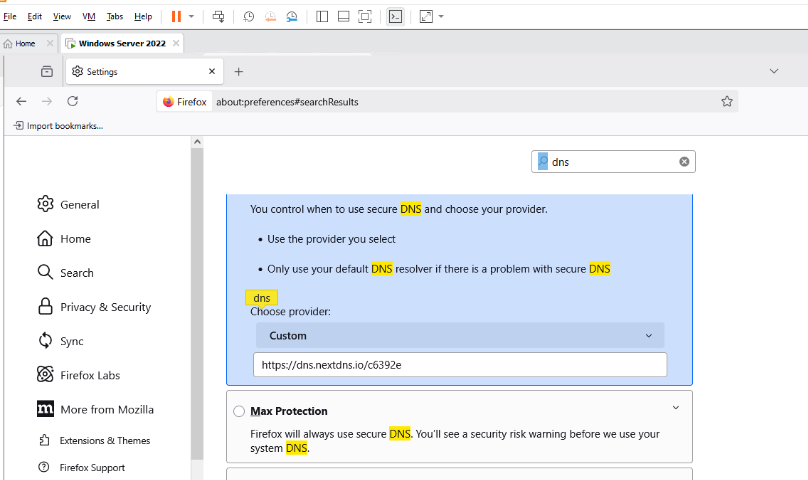 File Edit View VM Tabs Help
Home Windows Server 2022
Settings
Firefox about:preferences#searchResults
Import bookmarks...
dns
General
Home
Search
Privacy & Security
Sync
Firefox Labs
More from Mozilla
Extensions & Themes
Firefox Support
You control when to use secure DNS and choose your provider.
• Use the provider you select
• Only use your default DNS resolver if there is a problem with secure DNS
dns
Choose provider:
Custom
https://dns.nextdns.io/c6392e
Max Protection
Firefox will always use secure DNS. You'll see a security risk warning before we use your
system DNS.